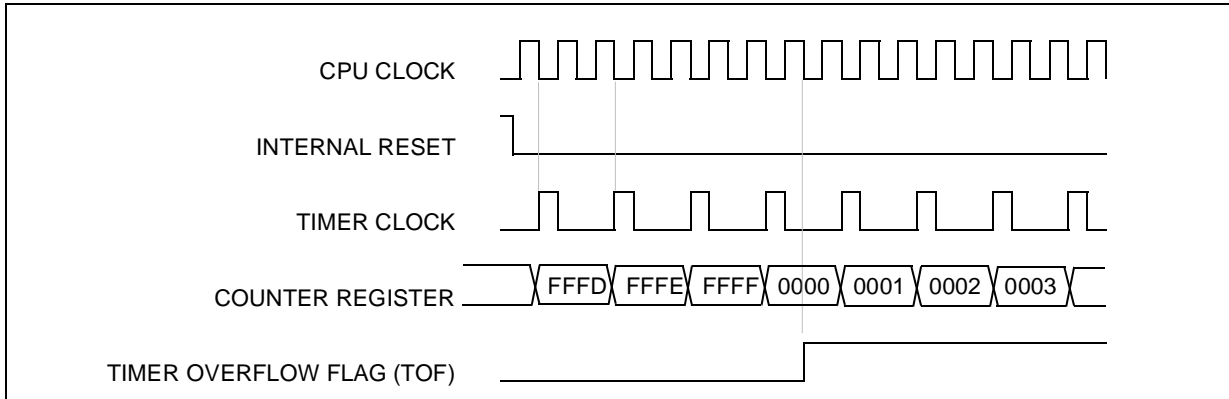 CPU CLOCK
INTERNAL RESET
TIMER CLOCK
COUNTER REGISTER
FFFD FFFE FFFF 0000 0001 0002 0003
TIMER OVERFLOW FLAG (TOF)